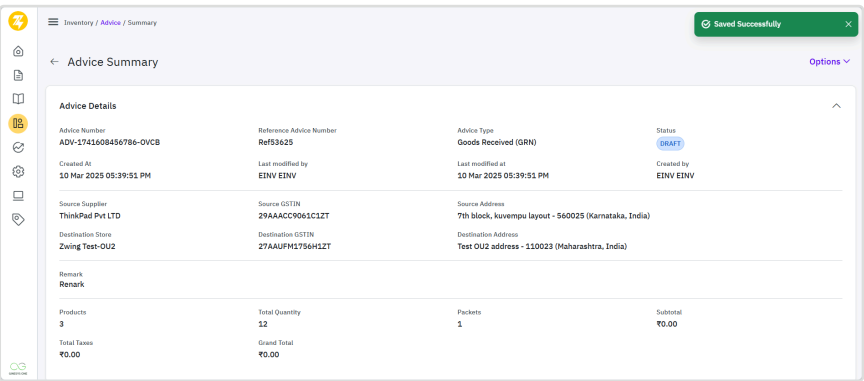 Inventory / Advice / Summary
Saved Successfully
Advice Summary
Options
Advice Details
Advice Number Reference Advice Number Advice Type Status
ADV-1741608456786-OVCB Ref53625 Goods Received (GRN) DRAFT
Created At Last modified by Last modified at Created by
10 Mar 2025 05:39:51 PM EINV EINV 10 Mar 2025 05:39:51 PM EINV EINV
Source Supplier Source GSTIN Source Address
ThinkPad Pvt LTD 29AAACC9061C1ZT 7th block, kuvempu layout - 560025 (Karnataka, India)
Destination Store Destination GSTIN Destination Address
Zwing Test-OU2 27AAUFM1756H1ZT Test OU2 address - 110023 (Maharashtra, India)
Remark
Renark
Products Total Quantity Packets Subtotal
3 12 1 ₹0.00
Total Taxes Grand Total
₹0.00 ₹0.00